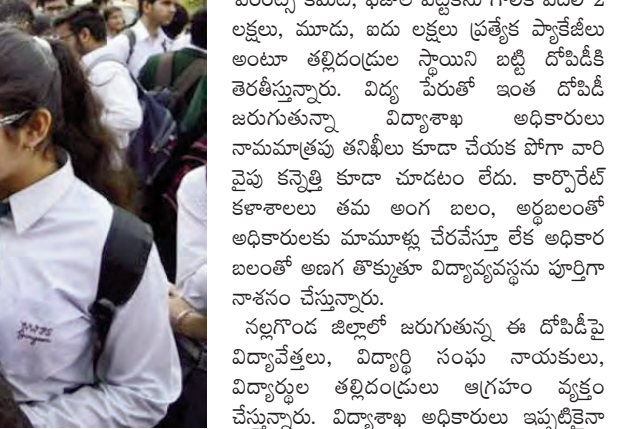 లక్షలు, మూడు, ఐదు లక్షలు ప్రత్యేక ప్యాకేజీలు
అంటూ తల్లిదండ్రుల స్థాయిని బట్టి దోపిడీకి
తెరతీస్తున్నారు. విద్య పేరుతో ఇంత దోపిడీ
జరుగుతున్నా విద్యాశాఖ అధికారులు
నామమాత్రపు తనిఖీలు కూడా చేయక పోగా వారి
వైపు కన్నెత్తి కూడా చూడటం లేదు. కార్పొరేట్
కళాశాలలు తమ అంగ బలం, అర్థబలంతో
అధికారులకు మామూళ్లు చేరవేస్తూ లేక అధికార
బలంతో అణగ తొక్కుతూ విద్యావ్యవస్థను పూర్తిగా
నాశనం చేస్తున్నారు.
నల్లగొండ జిల్లాలో జరుగుతున్న ఈ దోపిడీపై
విద్యావేత్తలు, విద్యార్థి సంఘ నాయకులు,
విద్యార్థుల తల్లిదండ్రులు ఆగ్రహం వ్యక్తం
చేస్తున్నారు. విద్యాశాఖ అధికారులు ఇప్పటికైనా